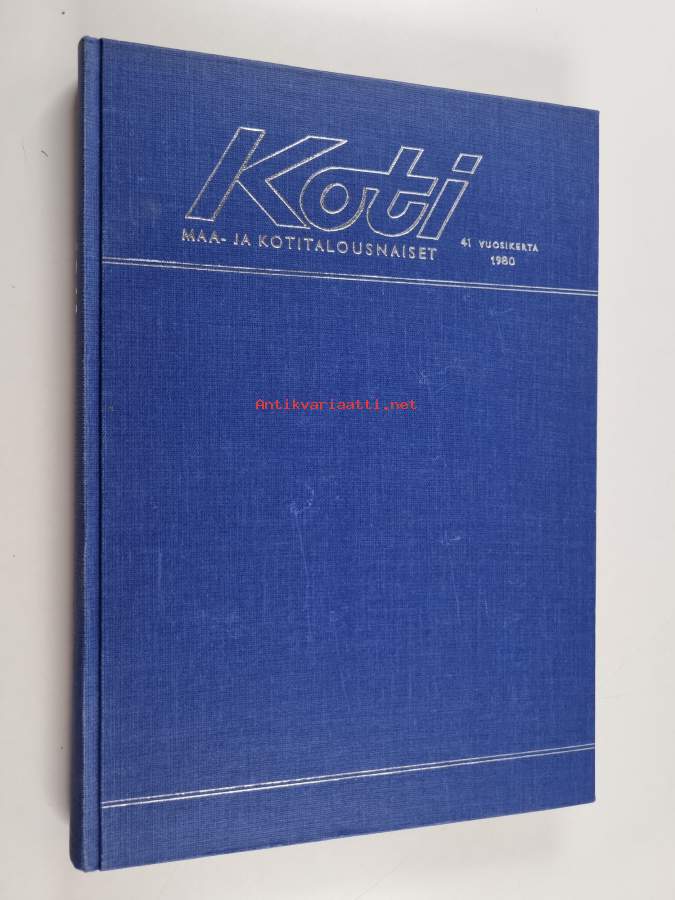 Koti
MAA- JA KOTITALOUSNAISET
41 VUOSIKERTA
1980
Antikvariaatti.net